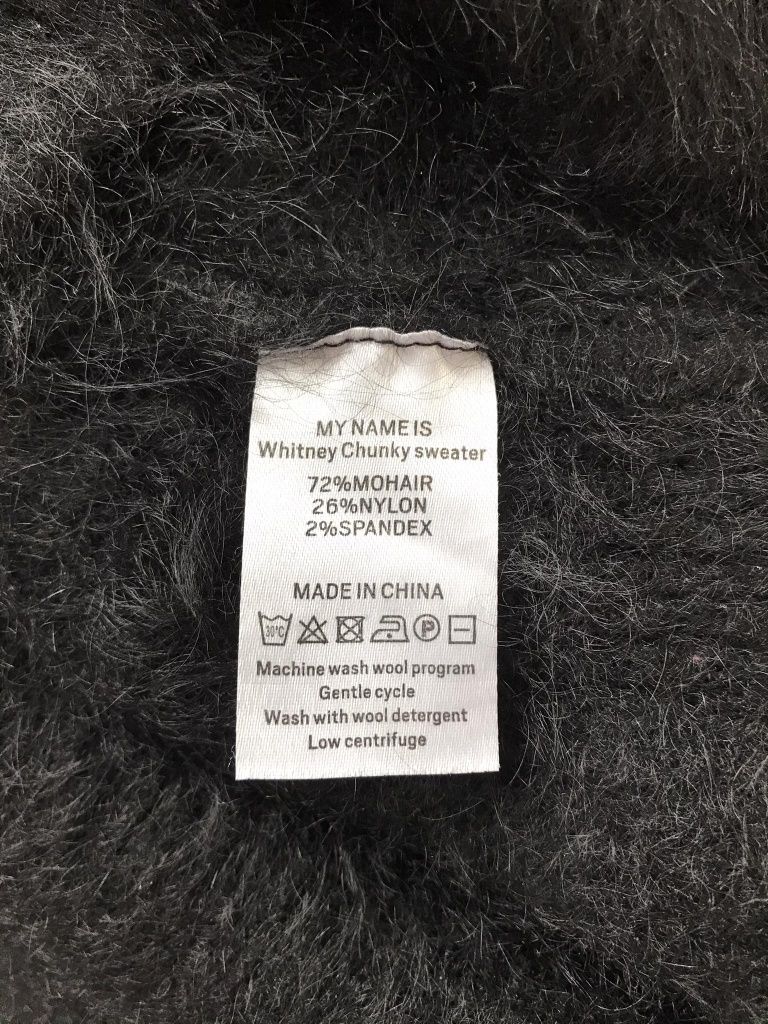 MY NAME IS
Whitney Chunky sweater
72%MOHAIR
26%NYLON
2%SPANDEX
MADE IN CHINA
30°C P
Machine wash wool program
Gentle cycle
Wash with wool detergent
Low centrifuge